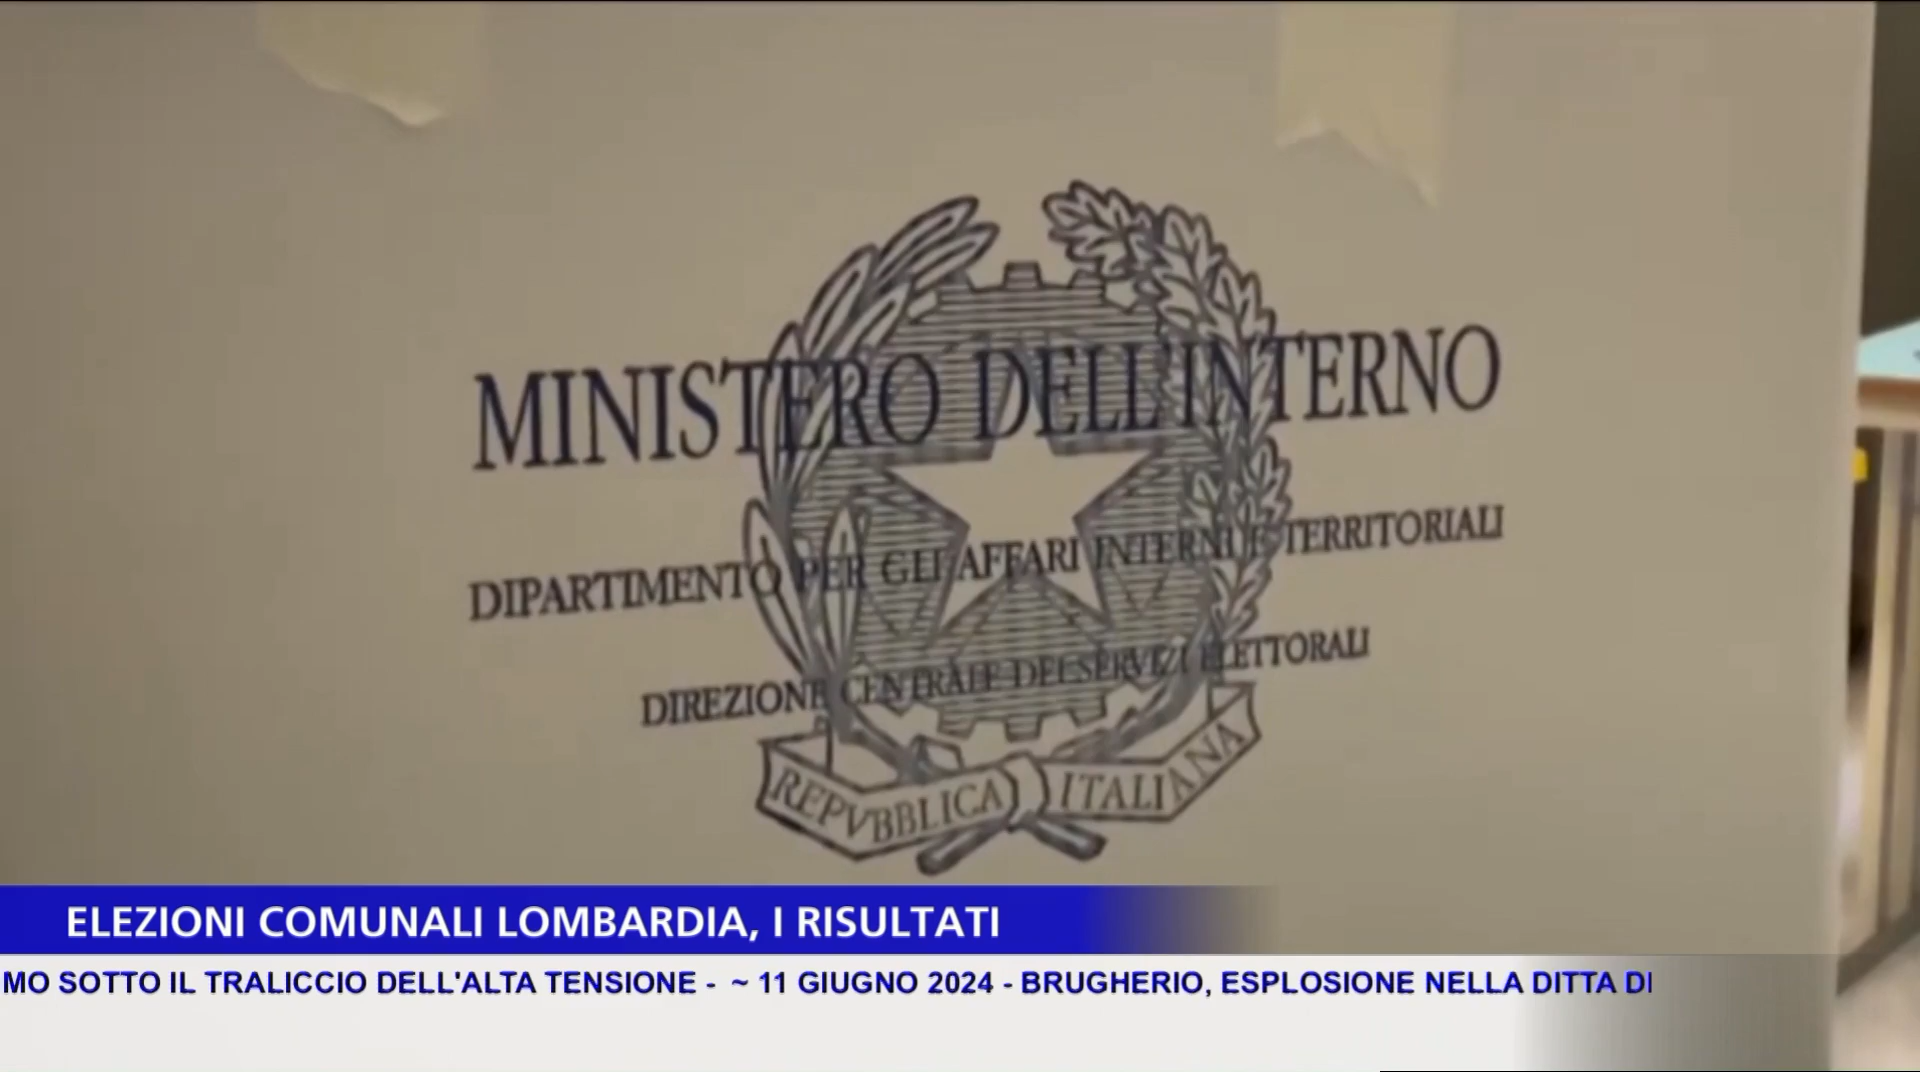 MINISTERO DELL'INTERNO
DIPARTIMENTO PER GLI AFFARI INTERNI E TERRITORIALI
DIREZIONE CENTRALE DEI SERVIZI ELETTORALI
REPVBBLICA ITALIANA
ELEZIONI COMUNALI LOMBARDIA, I RISULTATI
MO SOTTO IL TRALICCIO DELL'ALTA TENSIONE - ~ 11 GIUGNO 2024 - BRUGHERIO, ESPLOSIONE NELLA DITTA DI